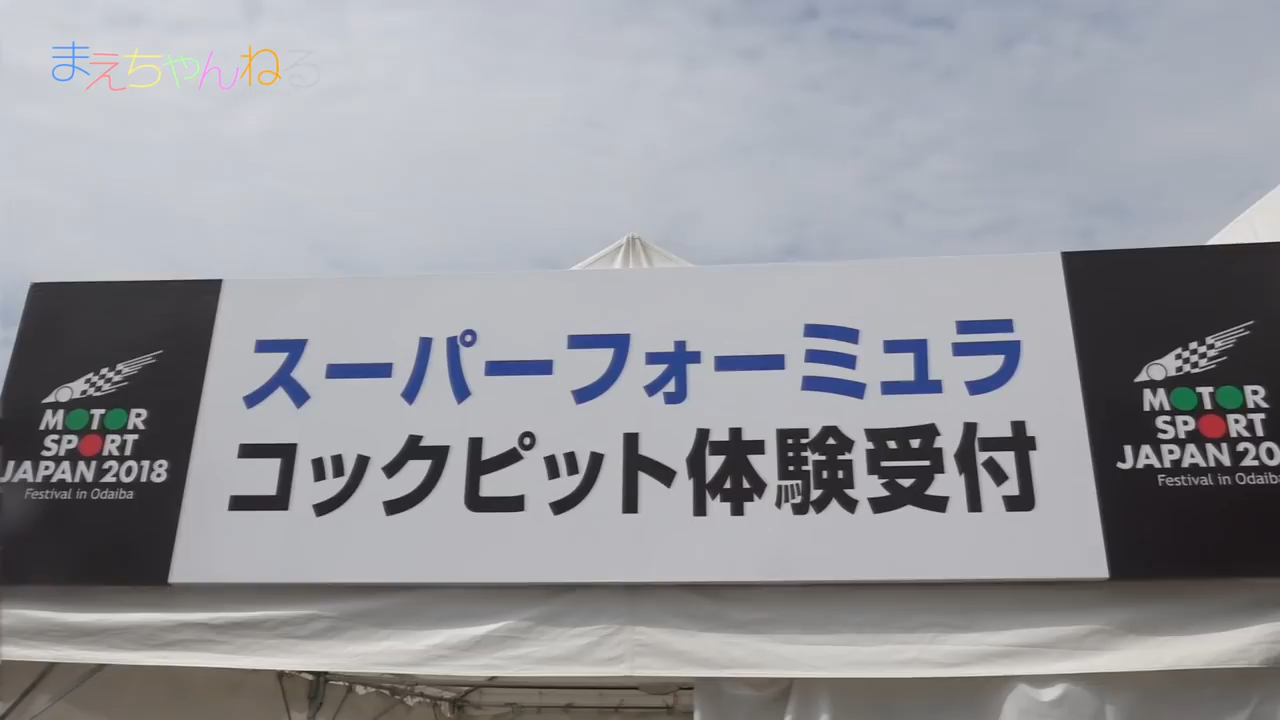 まえちゃんねる
スーパーフォーミュラ
コックピット体験受付
MOTOR
SPORT
JAPAN 2018
Festival in Odaiba
MOTOR
SPORT
JAPAN 20
Festival in Odaiba